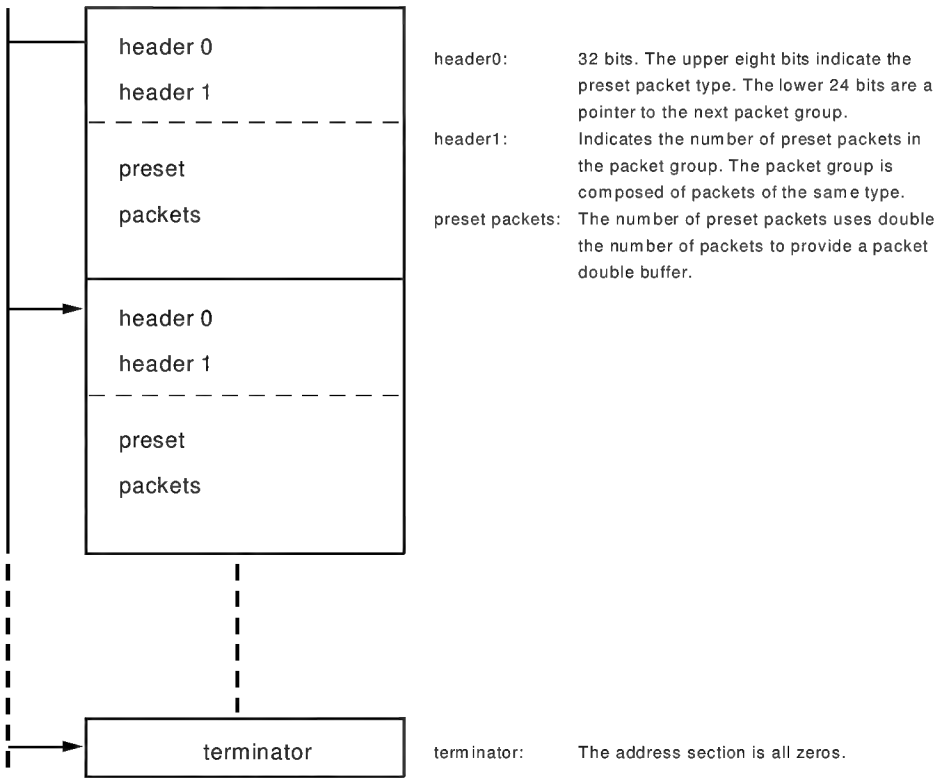 header 0
header 1
preset
packets
header 0
header 1
preset
packets
terminator
header0: 32 bits. The upper eight bits indicate the
preset packet type. The lower 24 bits are a
pointer to the next packet group.
header1: Indicates the number of preset packets in
the packet group. The packet group is
composed of packets of the same type.
preset packets: The number of preset packets uses double
the number of packets to provide a packet
double buffer.
terminator: The address section is all zeros.